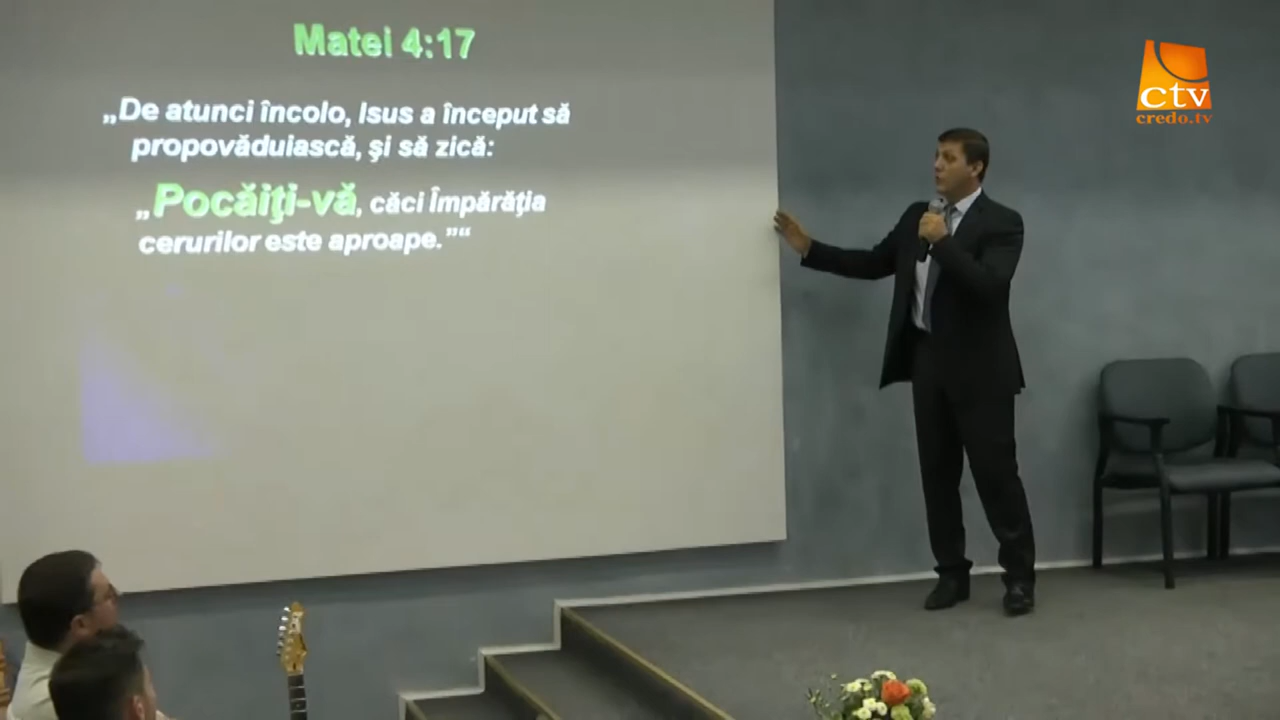 Matei 4:17
„De atunci încolo, Isus a început să
propovăduiască, şi să zică:
„Pocăiţi-vă, căci Împărăţia
cerurilor este aproape.”“
ctv
credo.tv